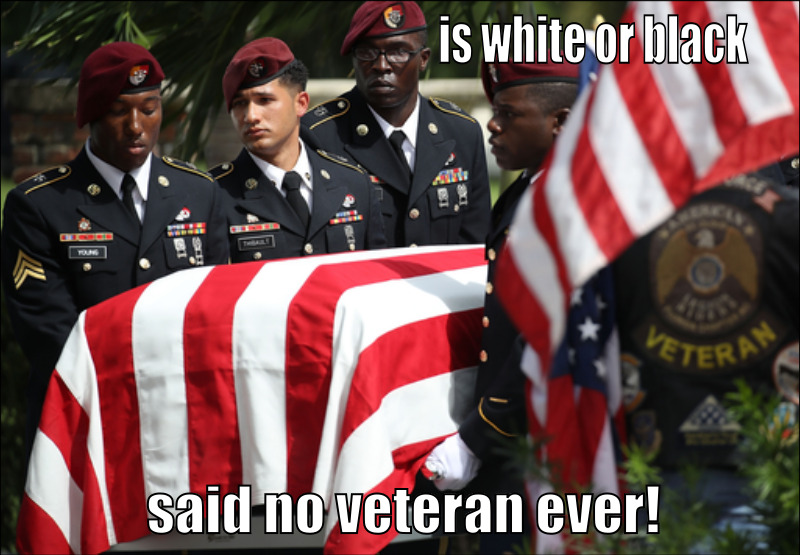 is white or black
YOUNG
THIBAULT
VETERAN
said no veteran ever!